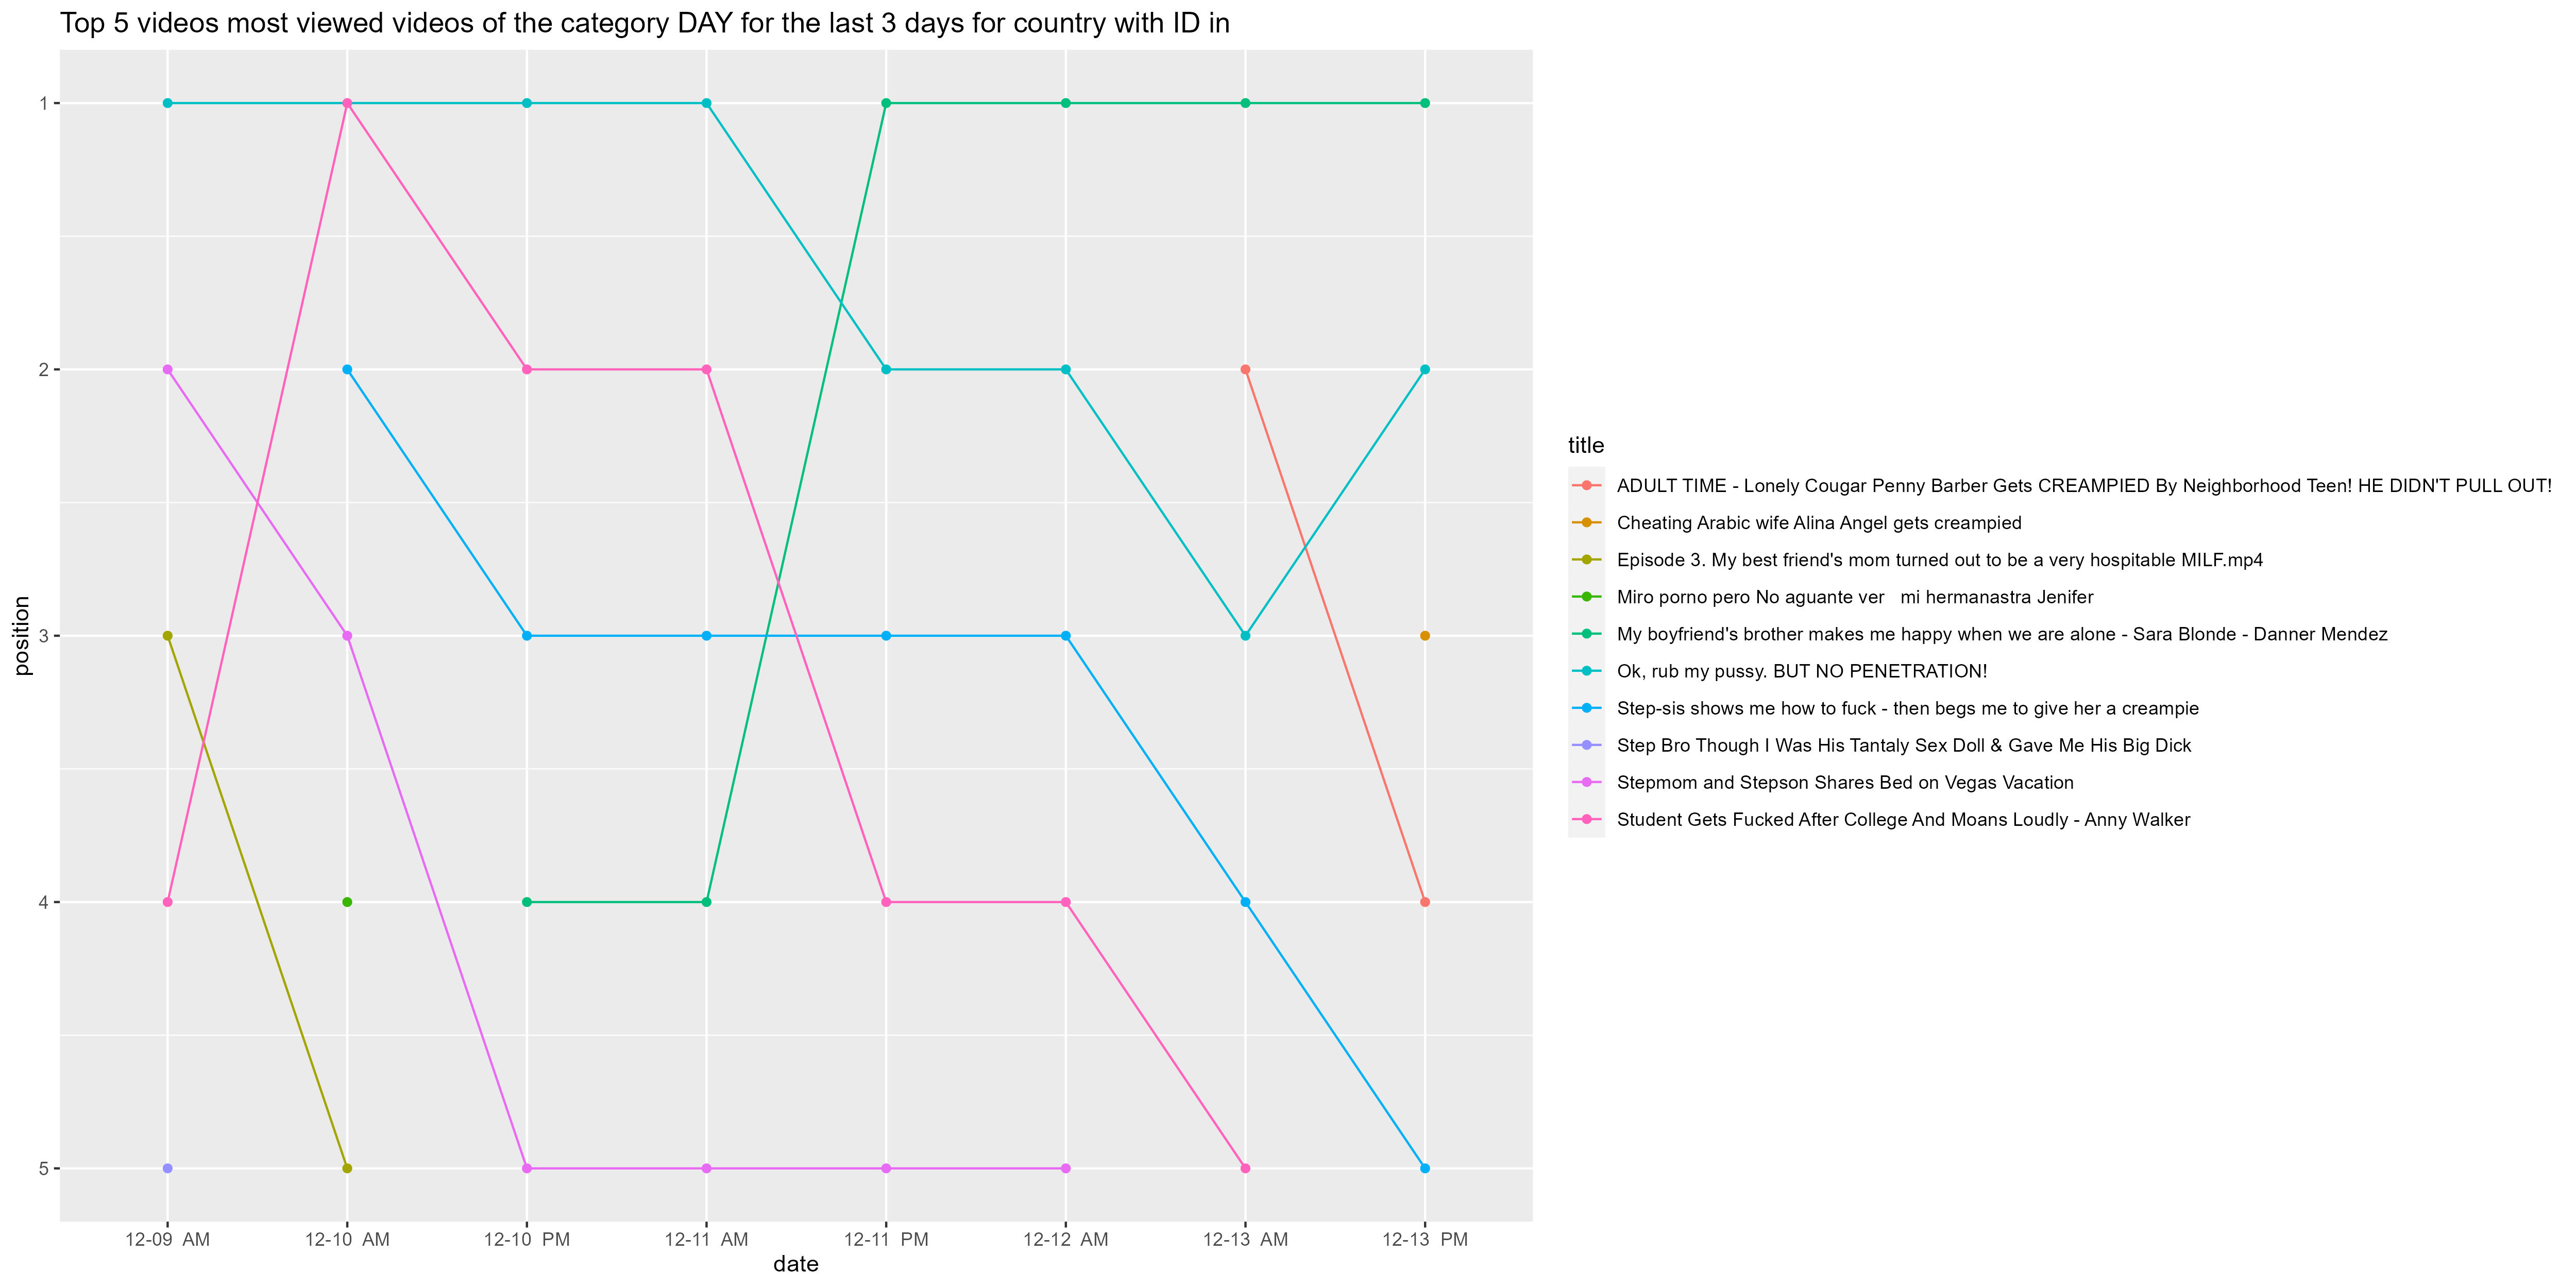 Top 5 videos most viewed videos of the category DAY for the last 3 days for country with ID in
1
2
3
4
5
position
12-09 AM
12-10 AM
12-10 PM
12-11 AM
12-11 PM
12-12 AM
12-13 AM
12-13 PM
date
title
ADULT TIME - Lonely Cougar Penny Barber Gets CREAMPIED By Neighborhood Teen! HE DIDN'T PULL OUT!
Cheating Arabic wife Alina Angel gets creampied
Episode 3. My best friend's mom turned out to be a very hospitable MILF.mp4
Miro porno pero No aguante ver   mi hermanastra Jenifer
My boyfriend's brother makes me happy when we are alone - Sara Blonde - Danner Mendez
Ok, rub my pussy. BUT NO PENETRATION!
Step-sis shows me how to fuck - then begs me to give her a creampie
Step Bro Though I Was His Tantaly Sex Doll & Gave Me His Big Dick
Stepmom and Stepson Shares Bed on Vegas Vacation
Student Gets Fucked After College And Moans Loudly - Anny Walker